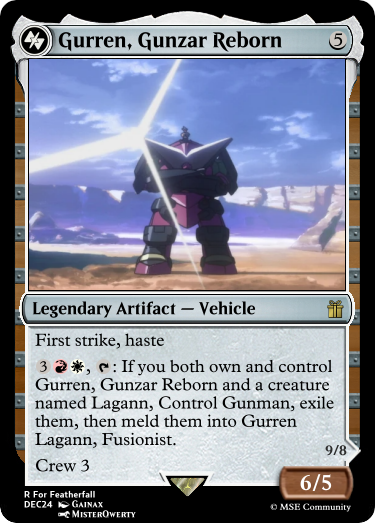 Gurren, Gunzar Reborn 5
Legendary Artifact — Vehicle
First strike, haste
3, : If you both own and control
Gurren, Gunzar Reborn and a creature
named Lagann, Control Gunman, exile
them, then meld them into Gurren
Lagann, Fusionist.
Crew 3
9/8
6/5
R For Featherfall
DEC24 Gainax
MisterOwerty
© MSE Community